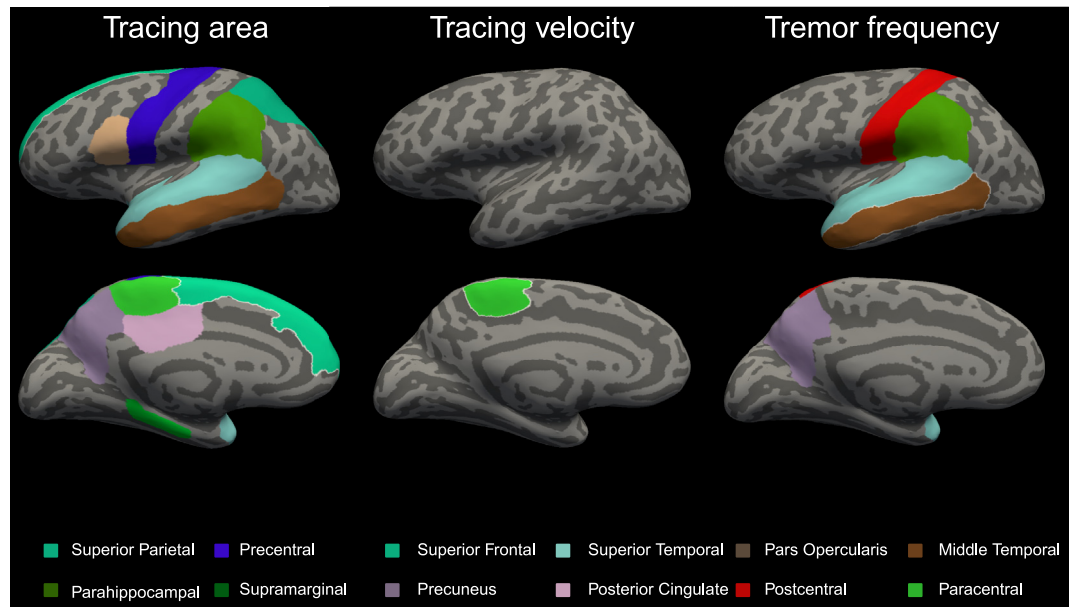 Tracing area Tracing velocity Tremor frequency
Superior Parietal Precentral Superior Frontal Superior Temporal Pars Opercularis Middle Temporal
Parahippocampal Supramarginal Precuneus Posterior Cingulate Postcentral Paracentral